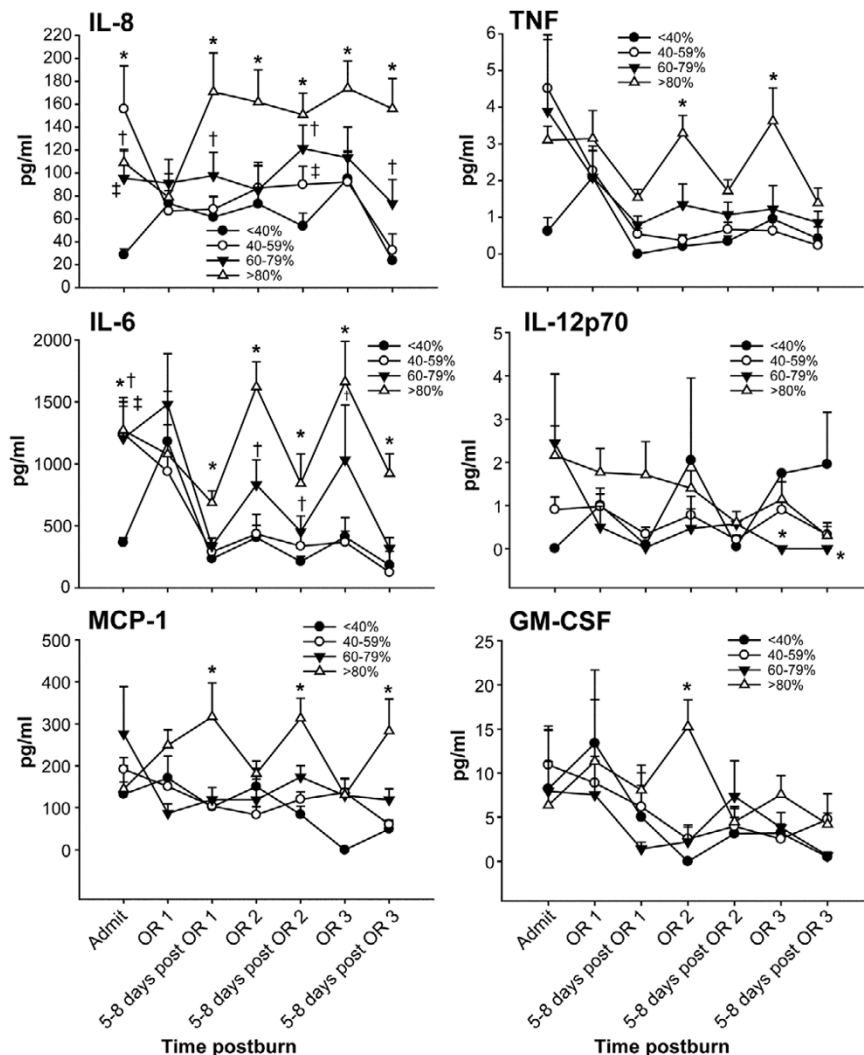 IL-8
220
200
180
160
140
120
100
80
60
40
20
0
pg/ml
* * * * * *
† † † †
‡ ‡
<40%
40-59%
60-79%
>80%
TNF
6
5
4
3
2
1
0
pg/ml
<40%
40-59%
60-79%
>80%
* *
IL-6
2000
1500
1000
500
0
pg/ml
<40%
40-59%
60-79%
>80%
*† * * * * *
‡‡ † † †
IL-12p70
5
4
3
2
1
0
pg/ml
<40%
40-59%
60-79%
>80%
* *
MCP-1
500
400
300
200
100
0
pg/ml
<40%
40-59%
60-79%
>80%
* * *
Admit
OR 1
5-8 days post OR 1
OR 2
5-8 days post OR 2
OR 3
5-8 days post OR 3
Time postburn
GM-CSF
25
20
15
10
5
0
pg/ml
<40%
40-59%
60-79%
>80%
*
Admit
OR 1
5-8 days post OR 1
OR 2
5-8 days post OR 2
OR 3
5-8 days post OR 3
Time postburn